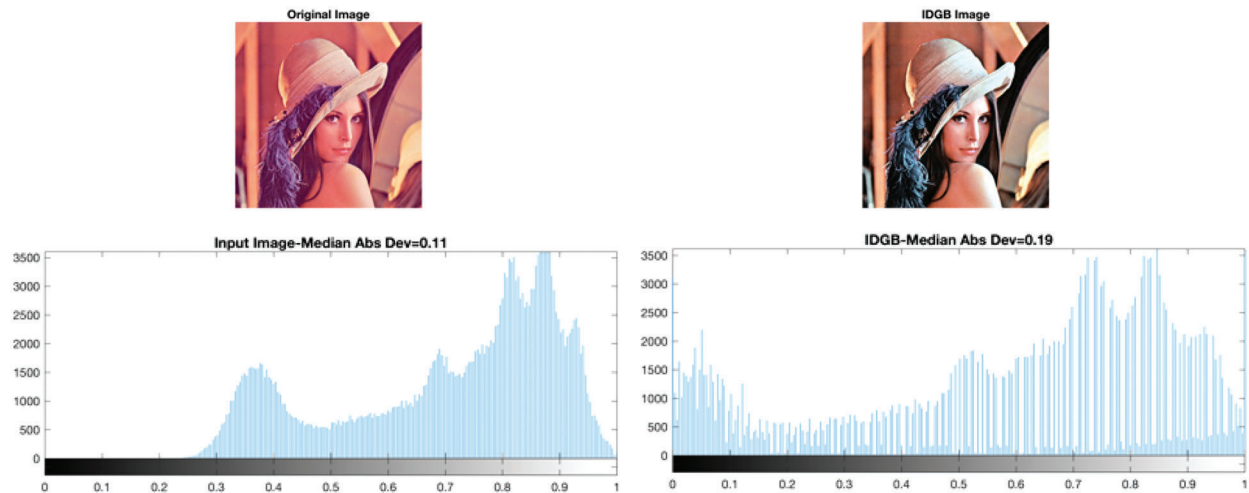 Original Image
IDGB Image
Input Image-Median Abs Dev=0.11
3500
3000
2500
2000
1500
1000
500
0
0 0.1 0.2 0.3 0.4 0.5 0.6 0.7 0.8 0.9 1
IDGB-Median Abs Dev=0.19
3500
3000
2500
2000
1500
1000
500
0
0 0.1 0.2 0.3 0.4 0.5 0.6 0.7 0.8 0.9 1